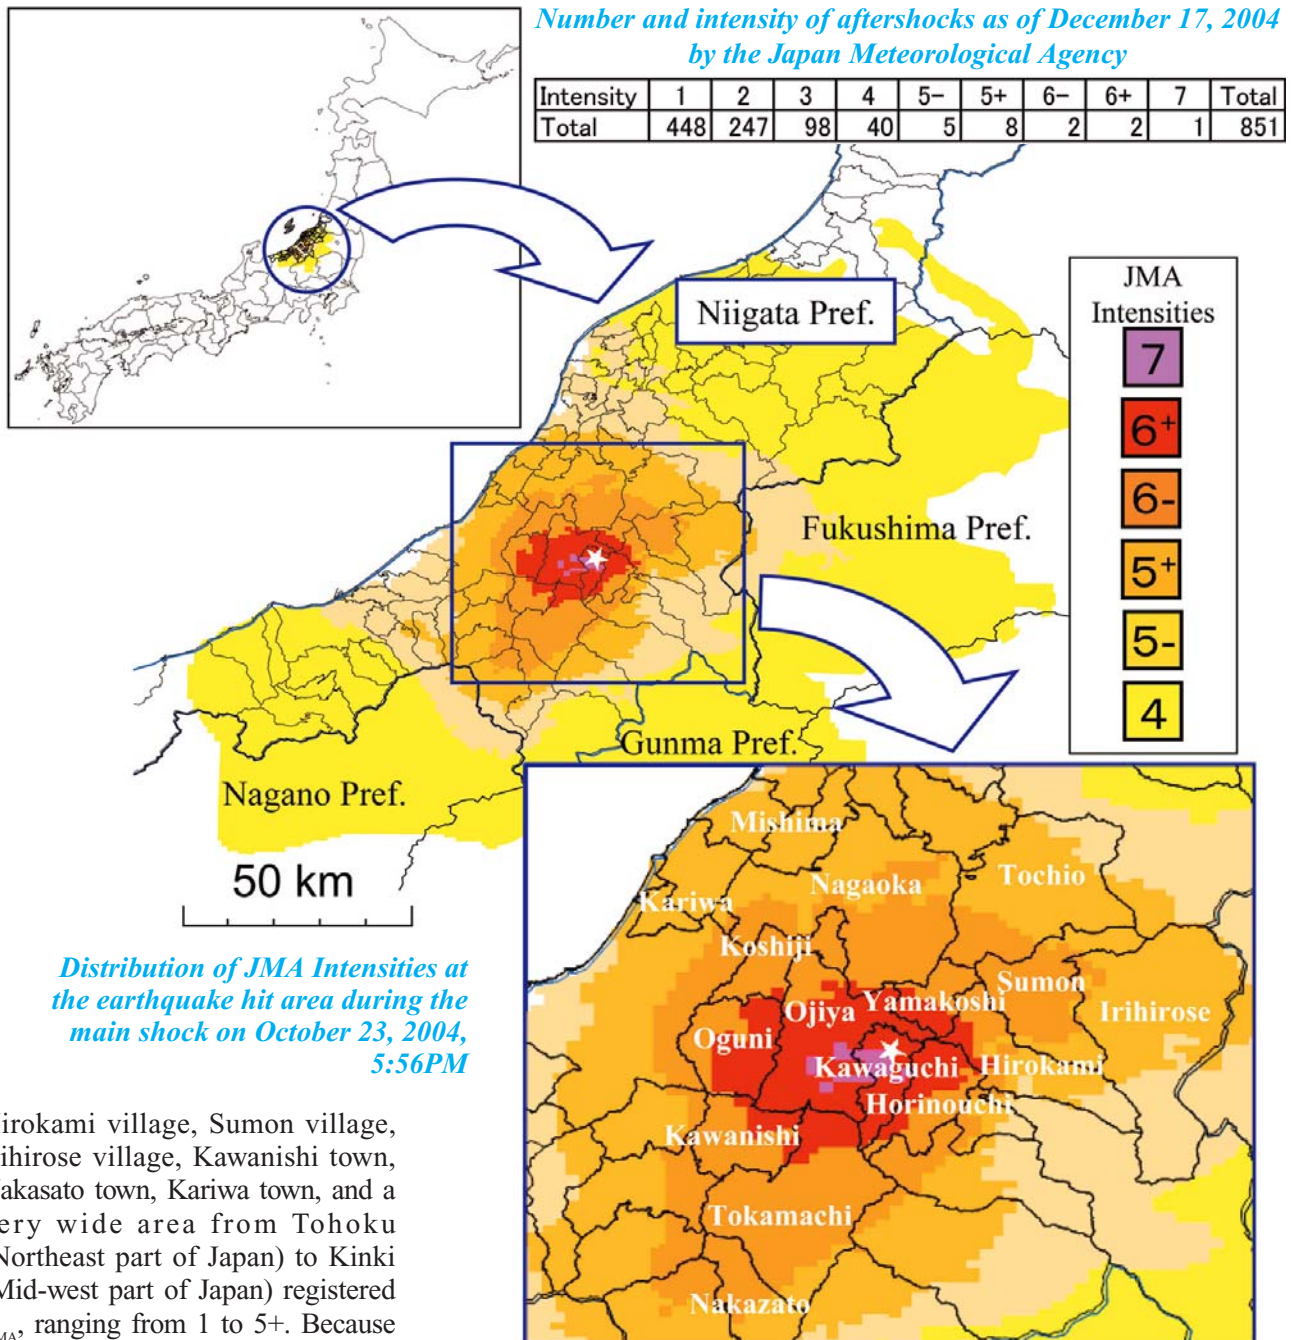 Number and intensity of aftershocks as of December 17, 2004
by the Japan Meteorological Agency
Intensity 1 2 3 4 5− 5+ 6− 6+ 7 Total
Total 448 247 98 40 5 8 2 2 1 851
Niigata Pref.
JMA
Intensities
7
6+
6-
5+
5-
4
Fukushima Pref.
Gunma Pref.
Nagano Pref.
50 km
Mishima
Nagaoka
Tochio
Kariwa
Koshiji
Sumon
Ojiya
Yamakoshi
Irihirose
Oguni
Kawaguchi
Hirokami
Horinouchi
Kawanishi
Tokamachi
Nakazato
Distribution of JMA Intensities at
the earthquake hit area during the
main shock on October 23, 2004,
5:56PM
irokami village, Sumon village,
ihirose village, Kawanishi town,
akasato town, Kariwa town, and a
ery wide area from Tohoku
Northeast part of Japan) to Kinki
Mid-west part of Japan) registered
MA, ranging from 1 to 5+. Because